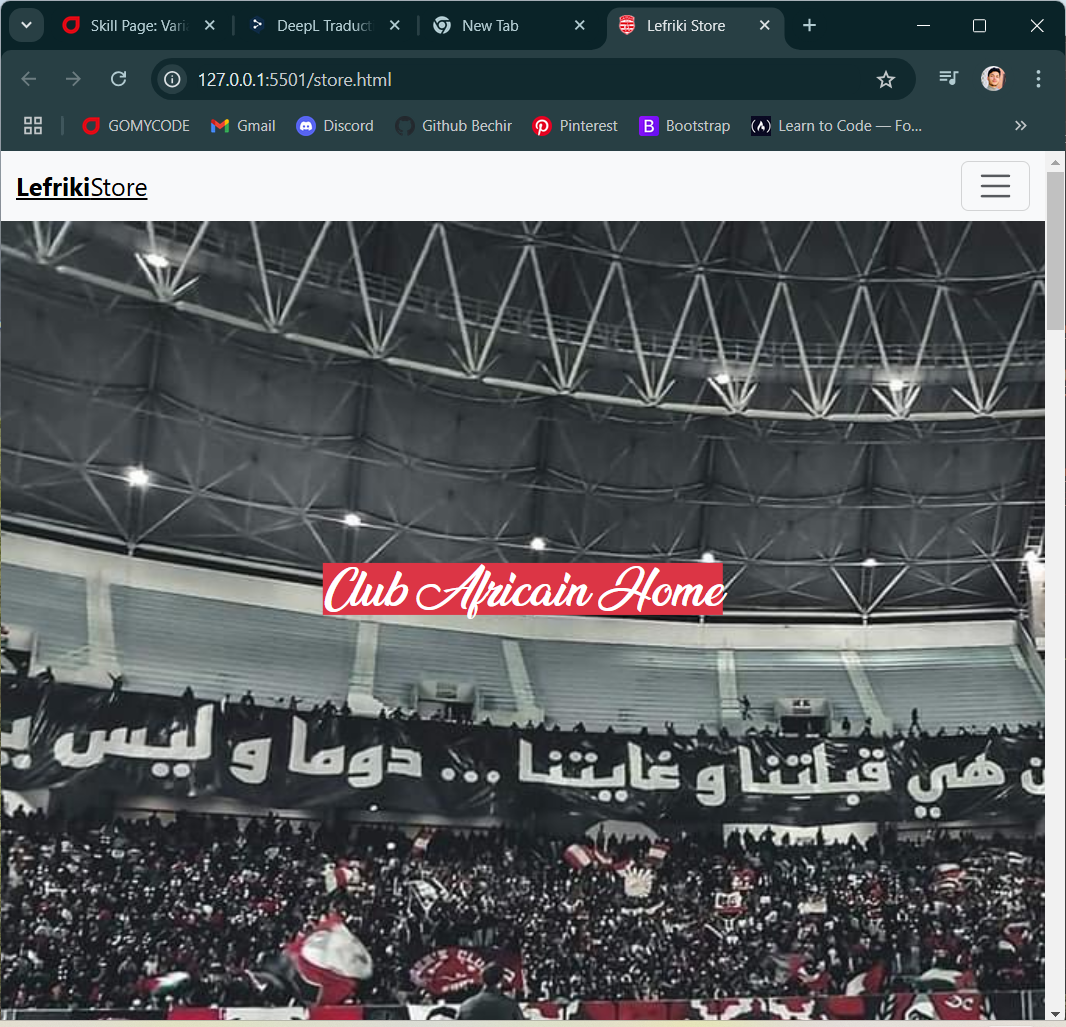 Skill Page: Vari
DeepL Traduct
New Tab
Lefriki Store
127.0.0.1:5501/store.html
GOMYCODE
Gmail
Discord
Github Bechir
Pinterest
B
Bootstrap
Learn to Code — Fo...
LefrikiStore
Club Africain Home
هي قبلتنا و غايتنا ... دوما و ليس